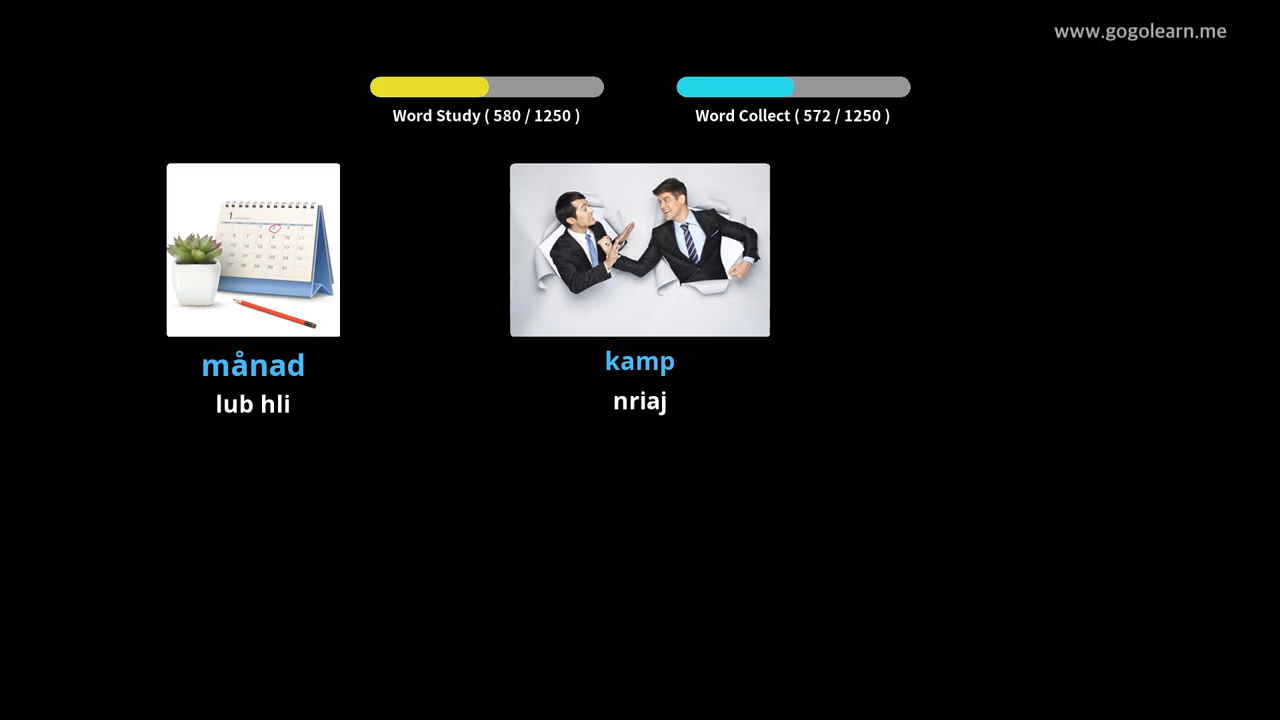 www.gogolearn.me
Word Study ( 580 / 1250 )
Word Collect ( 572 / 1250 )
månad
lub hli
kamp
nriaj